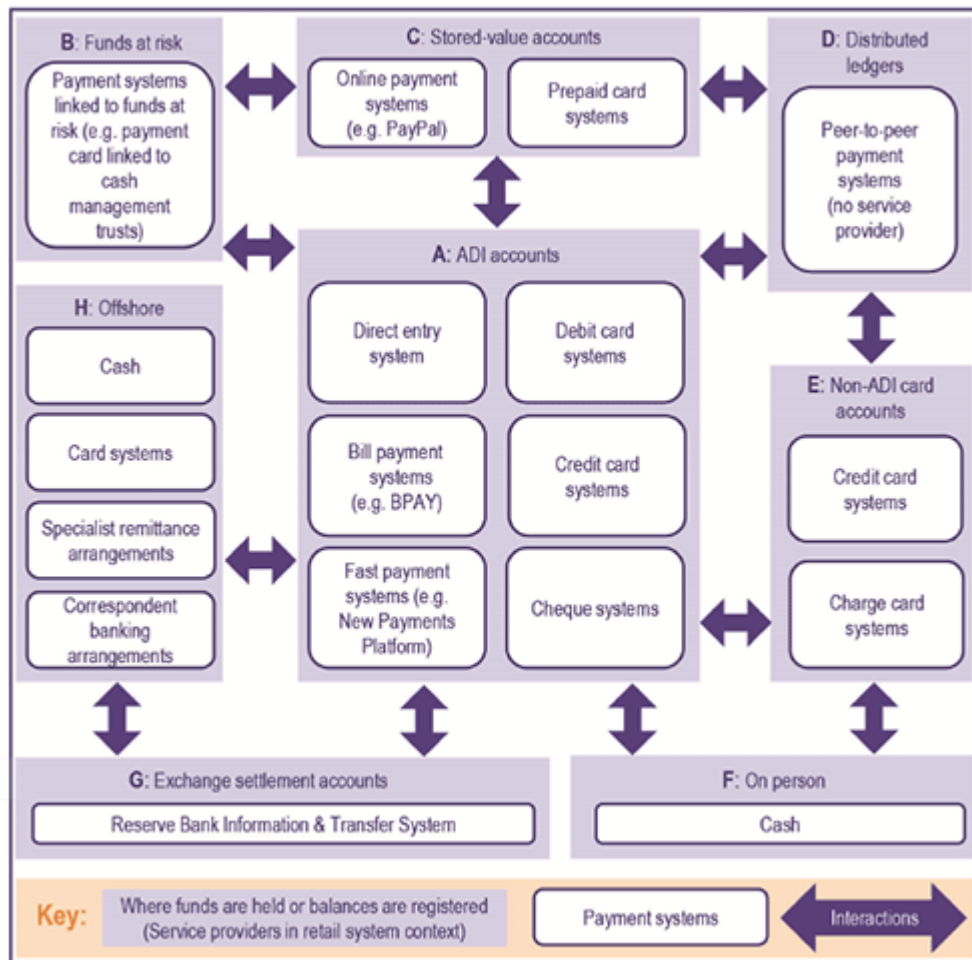 B: Funds at risk
Payment systems
linked to funds at
risk (e.g. payment
card linked to
cash
management
trusts)
C: Stored-value accounts
Online payment
systems
(e.g. PayPal)
Prepaid card
systems
D: Distributed
ledgers
Peer-to-peer
payment
systems
(no service
provider)
A: ADI accounts
Direct entry
system
Debit card
systems
Bill payment
systems
(e.g. BPAY)
Credit card
systems
Fast payment
systems (e.g.
New Payments
Platform)
Cheque systems
H: Offshore
Cash
Card systems
Specialist remittance
arrangements
Correspondent
banking
arrangements
E: Non-ADI card
accounts
Credit card
systems
Charge card
systems
G: Exchange settlement accounts
Reserve Bank Information & Transfer System
F: On person
Cash
Key:
Where funds are held or balances are registered
(Service providers in retail system context)
Payment systems
Interactions